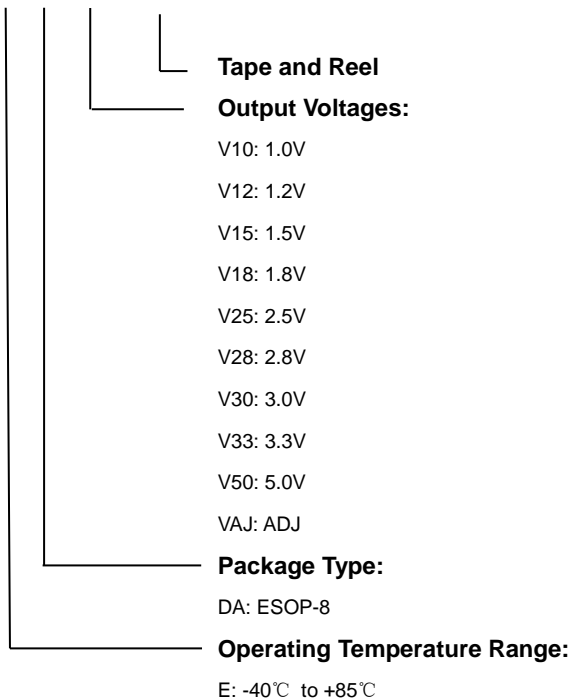 Tape and Reel
Output Voltages:
V10: 1.0V
V12: 1.2V
V15: 1.5V
V18: 1.8V
V25: 2.5V
V28: 2.8V
V30: 3.0V
V33: 3.3V
V50: 5.0V
VAJ: ADJ
Package Type:
DA: ESOP-8
Operating Temperature Range:
E: -40℃ to +85℃